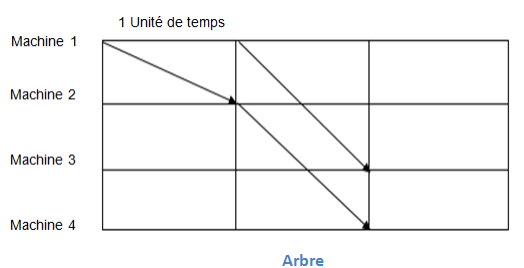 1 Unité de temps
Machine 1
Machine 2
Machine 3
Machine 4
Arbre